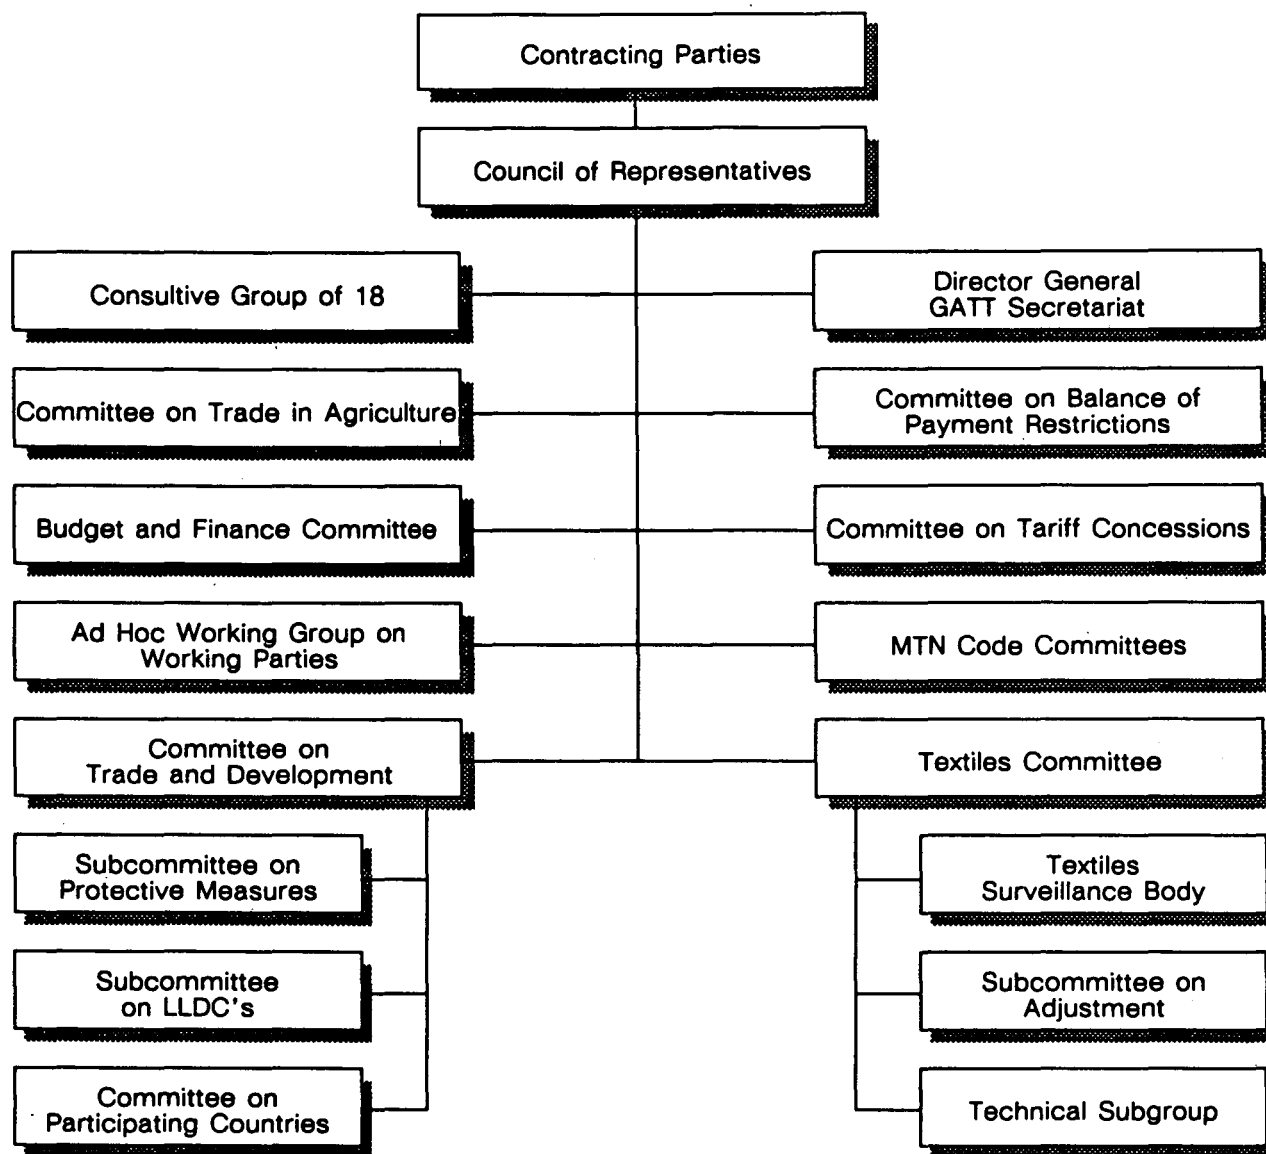 Contracting Parties
Council of Representatives
Consultive Group of 18
Director General
GATT Secretariat
Committee on Trade in Agriculture
Committee on Balance of
Payment Restrictions
Budget and Finance Committee
Committee on Tariff Concessions
Ad Hoc Working Group on
Working Parties
MTN Code Committees
Committee on
Trade and Development
Textiles Committee
Subcommittee on
Protective Measures
Textiles
Surveillance Body
Subcommittee
on LLDC's
Subcommittee on
Adjustment
Committee on
Participating Countries
Technical Subgroup